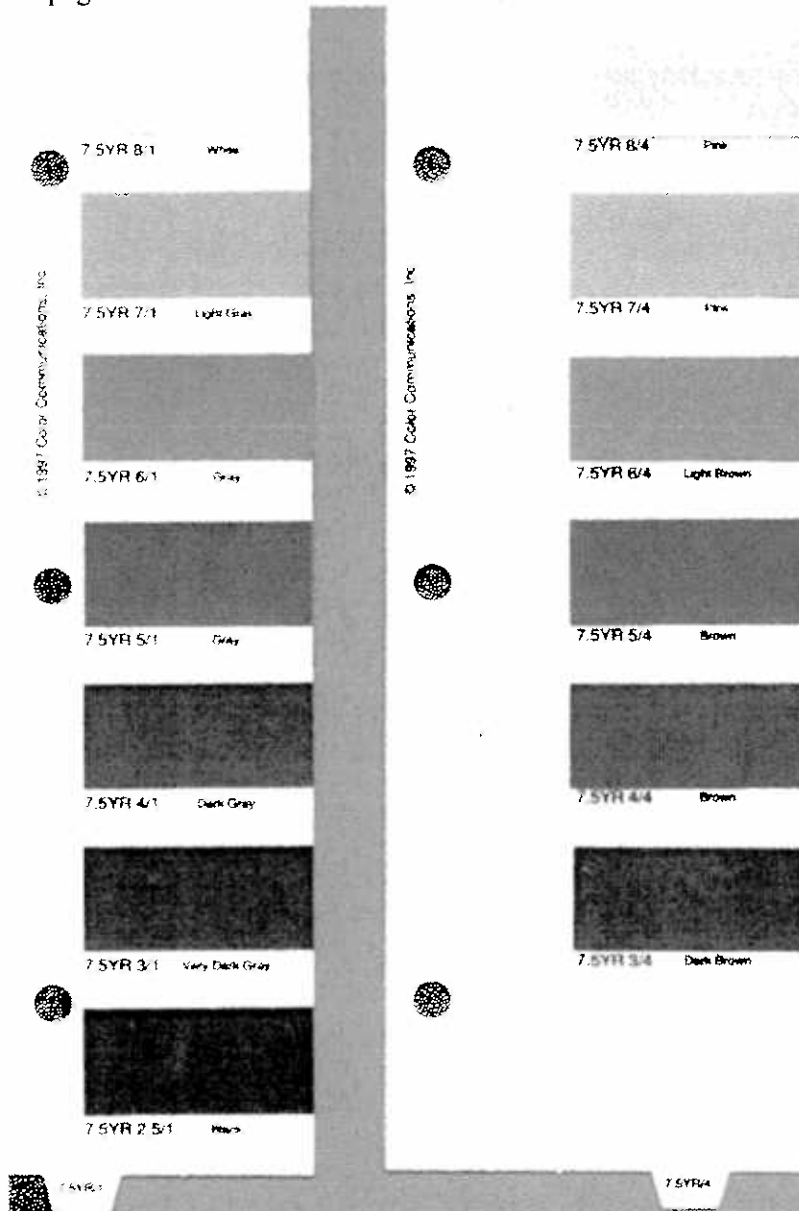 7.5YR 8/1 White
7.5YR 7/1 Light Gray
7.5YR 6/1 Gray
7.5YR 5/1 Gray
7.5YR 4/1 Dark Gray
7.5YR 3/1 Very Dark Gray
7.5YR 2.5/1 Black
© 1997 Color Communications, Inc.
7.5YR/1
7.5YR 8/4 Pink
7.5YR 7/4 Pink
7.5YR 6/4 Light Brown
7.5YR 5/4 Brown
7.5YR 4/4 Brown
7.5YR 3/4 Dark Brown
© 1997 Color Communications, Inc
7.5YR/4